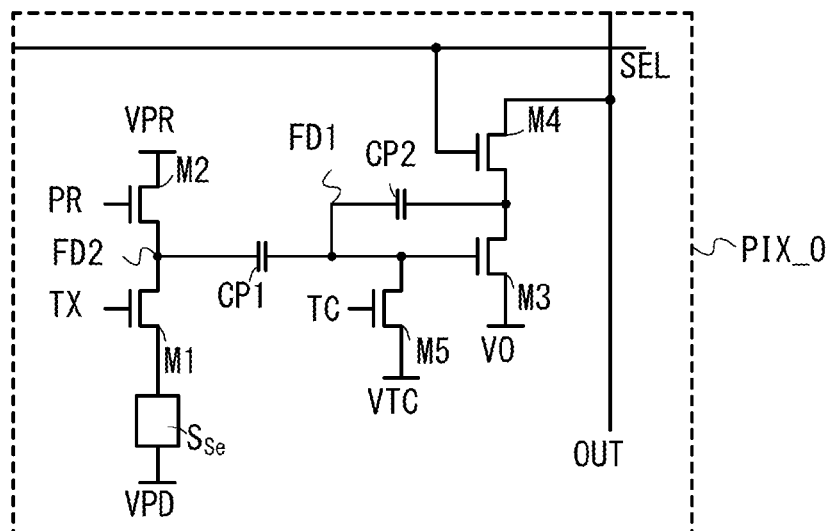 SEL
VPR
FD1
M4
M2
CP2
PR
FD2
PIX_0
CP1
M3
TX
TC
M1
M5
VO
VTC
SSe
OUT
VPD